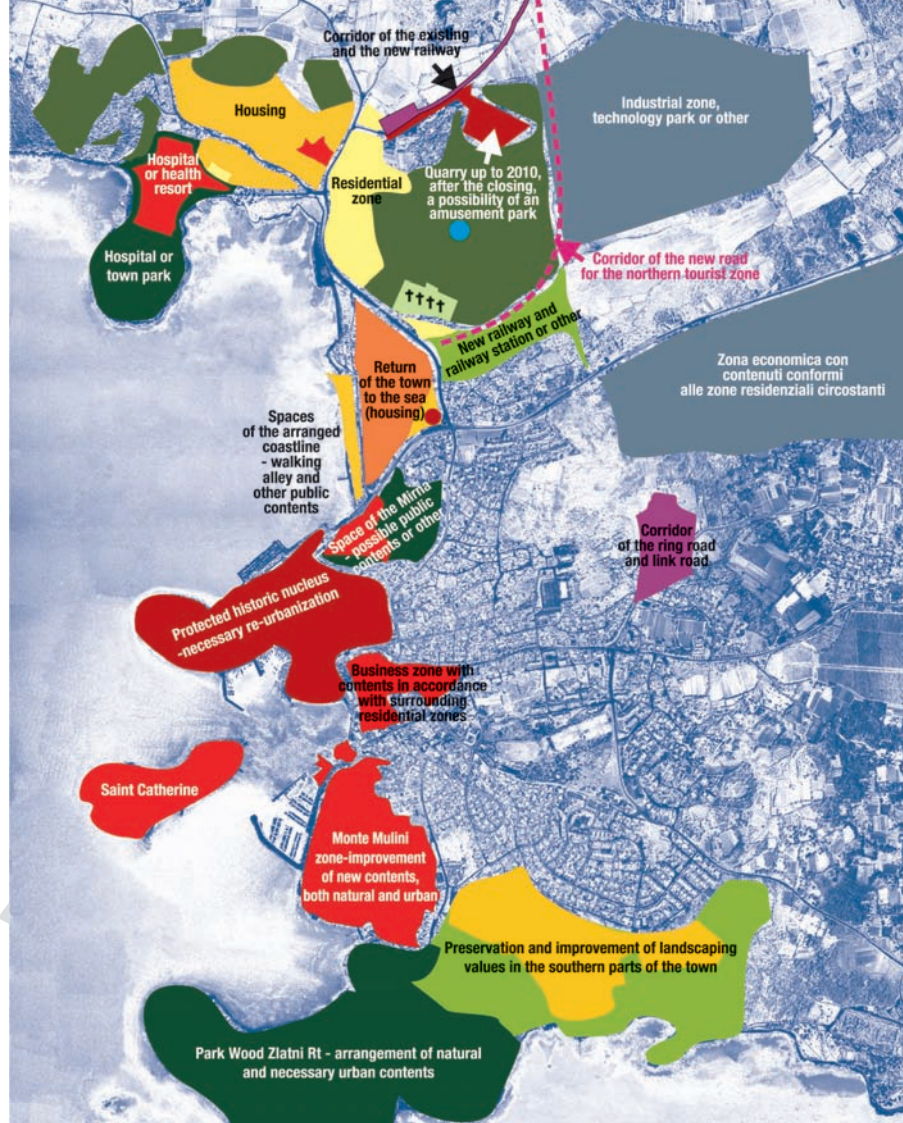 Corridor of the existing
and the new railway
Housing
Industrial zone,
technology park or other
Hospital
or health
resort
Residential
zone
Quarry up to 2010,
after the closing,
a possibility of an
amusement park
Hospital or
town park
Corridor of the new road
for the northern tourist zone
New railway and
railway station or other
Return
of the town
to the sea
(housing)
Zona economica con
contenuti conformi
alle zone residenziali circostanti
Spaces
of the arranged
coastline
- walking
alley and
other public
contents
Space of the Mirna
- possible public
contents or other
Corridor
of the ring road
and link road
Protected historic nucleus
-necessary re-urbanization
Business zone with
contents in accordance
with surrounding
residential zones
Saint Catherine
Monte Mulini
zone-improvement
of new contents,
both natural and urban
Preservation and improvement of landscaping
values in the southern parts of the town
Park Wood Zlatni Rt - arrangement of natural
and necessary urban contents